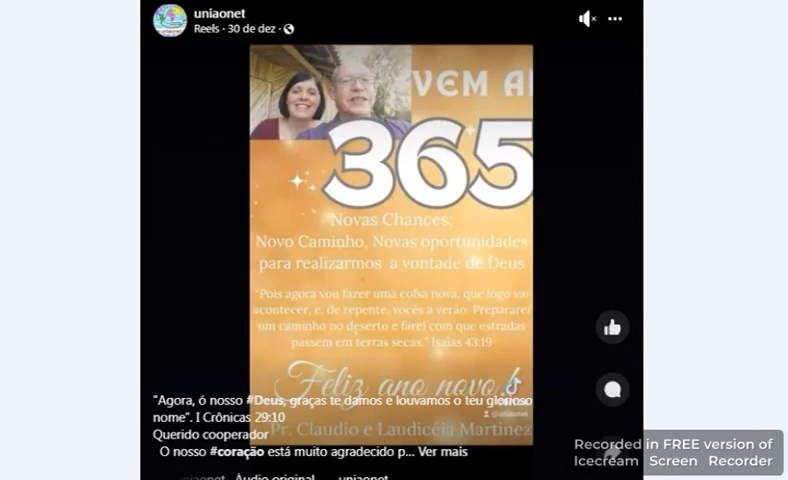 uniaonet
Reels · 30 de dez ·
VEM AÍ
365
Novas Chances;
Novo Caminho, Novas oportunidades
para realizarmos a vontade de Deus
"Pois agora vou fazer uma coisa nova, que logo vai
acontecer, e, de repente, vocês a verão. Prepararei
um caminho no deserto e farei com que estradas
passem em terras secas." Isaías 43:19
Feliz ano novo!
"Agora, ó nosso #Deus, graças te damos e louvamos o teu glorioso
@uniaonet
nome". I Crônicas 29:10
Pr. Claudio e Laudicéia Martinez
Querido cooperador
O nosso #coração está muito agradecido p... Ver mais
uniaonet Áudio original uniaonet
Recorded in FREE version of
Icecream Screen Recorder